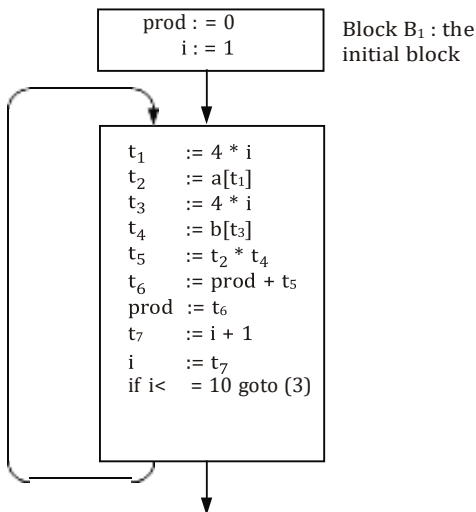 prod : = 0
i : = 1
Block B₁ : the
initial block
t₁ := 4 * i
t₂ := a[t₁]
t₃ := 4 * i
t₄ := b[t₃]
t₅ := t₂ * t₄
t₆ := prod + t₅
prod := t₆
t₇ := i + 1
i := t₇
if i< = 10 goto (3)